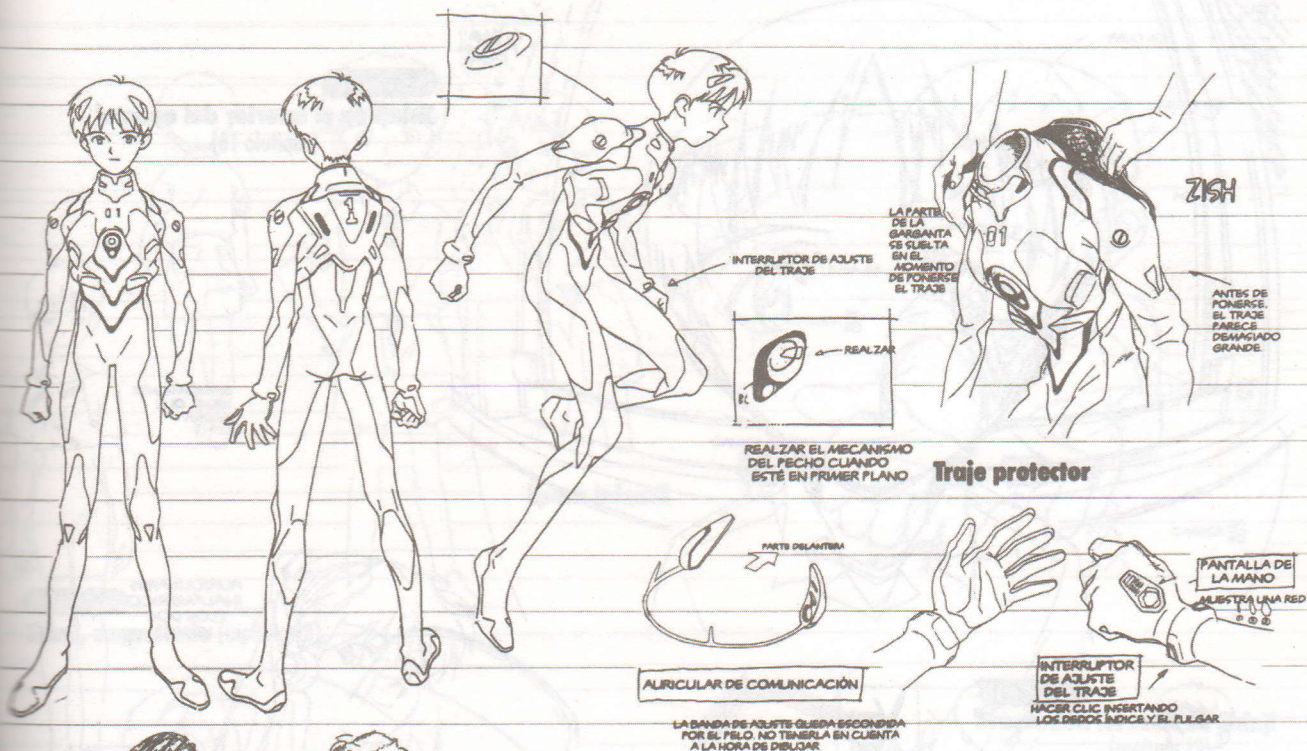 01
1
INTERRUPTOR DE AJUSTE
DEL TRAJE
LA PARTE
DE LA
GARGANTA
SE SUELTA
EN EL
MOMENTO
DE PONERSE
EL TRAJE
01
ANTES DE
PONERSE,
EL TRAJE
PARECE
DEMASIADO
GRANDE.
REALZAR
BL
REALZAR EL MECANISMO
DEL PECHO CUANDO
ESTÉ EN PRIMER PLANO
Traje protector
PARTE DELANTERA
AURICULAR DE COMUNICACIÓN
LA BANDA DE AJUSTE QUEDA ESCONDIDA
POR EL PELO. NO TENERLA EN CUENTA
A LA HORA DE DIBUJAR
PANTALLA DE
LA MANO
MUESTRA UNA RED
INTERRUPTOR
DE AJUSTE
DEL TRAJE
HACER CLIC INSERTANDO
LOS DEDOS ÍNDICE Y EL PULGAR